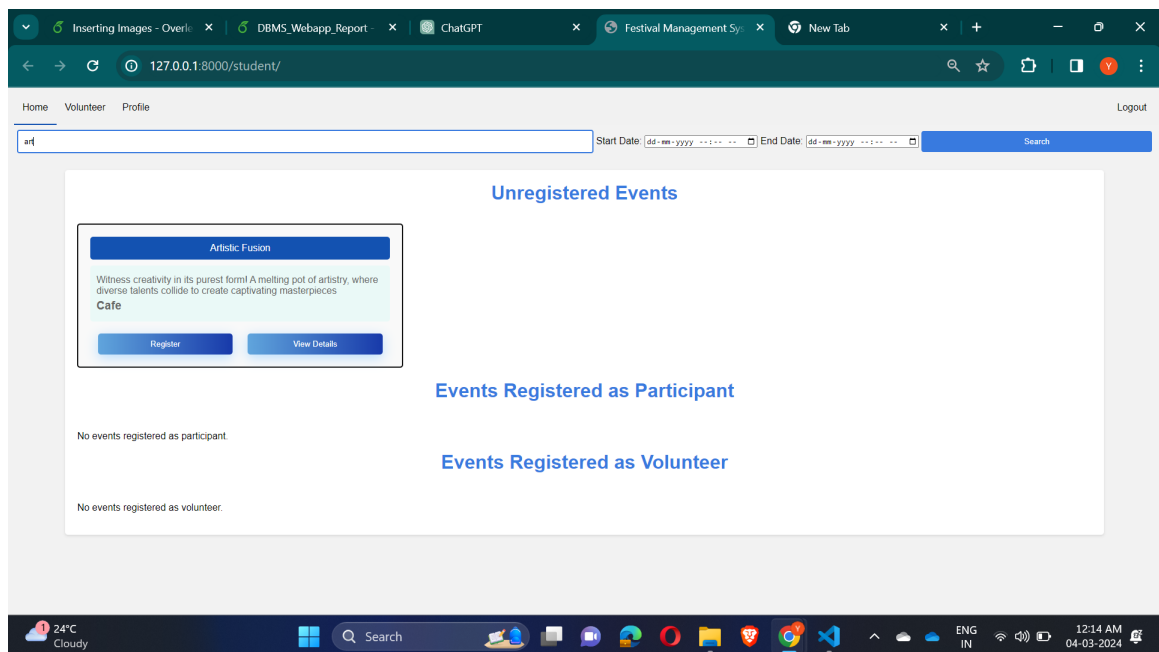 Inserting Images - Overle
DBMS_Webapp_Report -
ChatGPT
Festival Management Sys
New Tab
127.0.0.1:8000/student/
Y
Home Volunteer Profile Logout
art Start Date: dd-mm-yyyy --:-- -- End Date: dd-mm-yyyy --:-- -- Search
Unregistered Events
Artistic Fusion
Witness creativity in its purest form! A melting pot of artistry, where
diverse talents collide to create captivating masterpieces
Cafe
Register View Details
Events Registered as Participant
No events registered as participant.
Events Registered as Volunteer
No events registered as volunteer.
1
24°C
Cloudy
Search
Y
ENG
IN
12:14 AM
04-03-2024